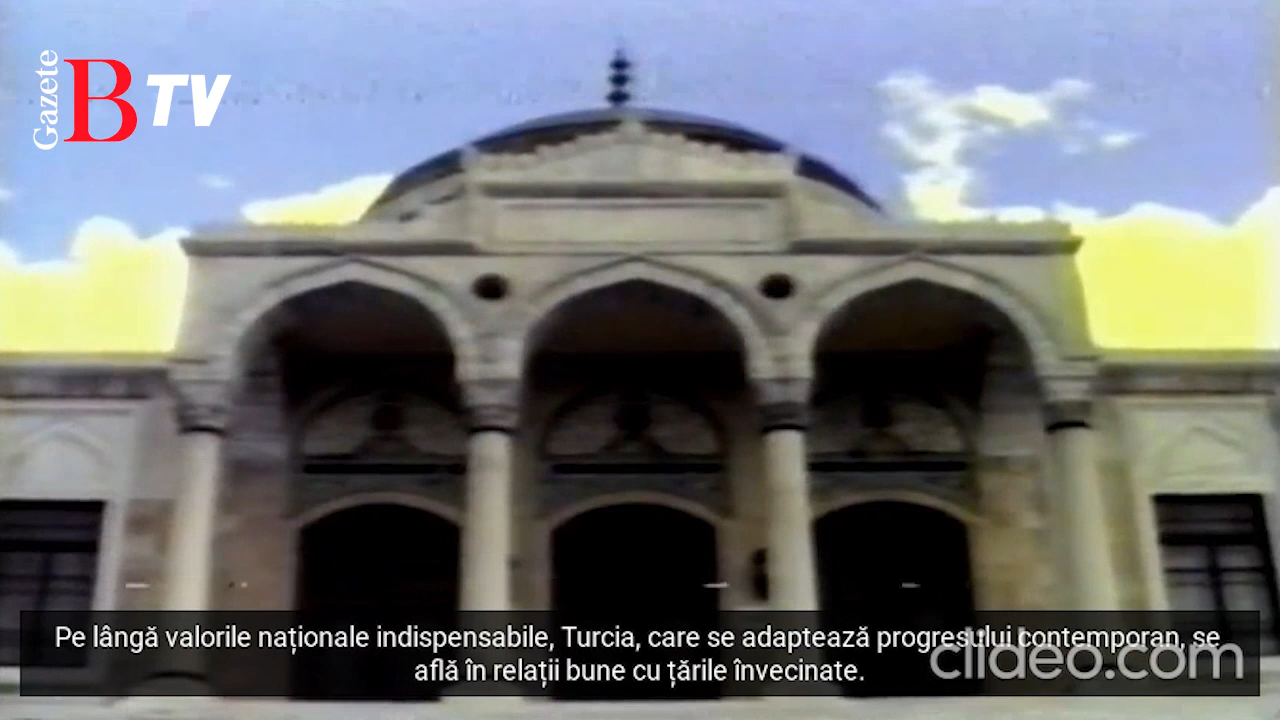 Gazete
B TV
Pe lângă valorile naționale indispensabile, Turcia, care se adaptează progresului contemporan, se
află în relații bune cu țările învecinate.
clideo.com